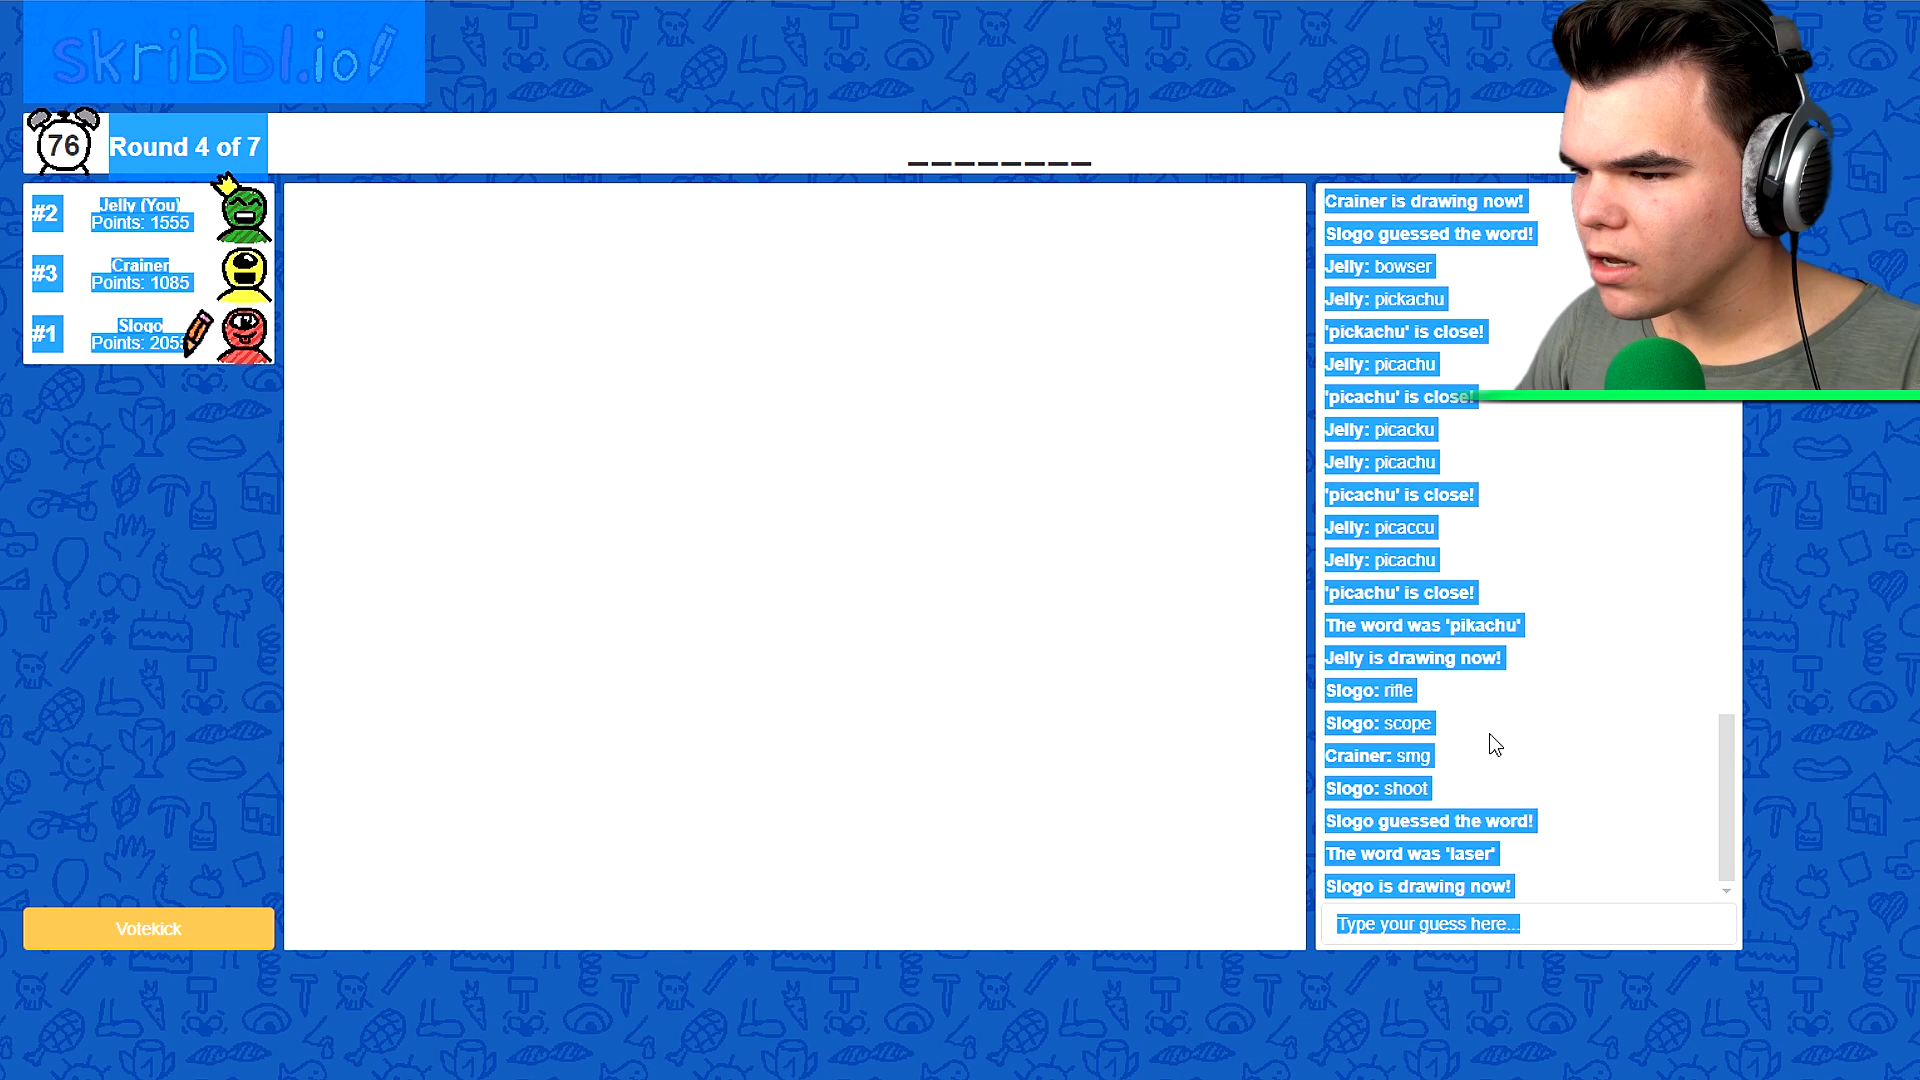 skribbl.io
76
Round 4 of 7
________
#2
Jelly (You)
Points: 1555
#3
Crainer
Points: 1085
#1
Slogo
Points: 2055
Votekick
Crainer is drawing now!
Slogo guessed the word!
Jelly: bowser
Jelly: pickachu
'pickachu' is close!
Jelly: picachu
'picachu' is close!
Jelly: picacku
Jelly: picachu
'picachu' is close!
Jelly: picaccu
Jelly: picachu
'picachu' is close!
The word was 'pikachu'
Jelly is drawing now!
Slogo: rifle
Slogo: scope
Crainer: smg
Slogo: shoot
Slogo guessed the word!
The word was 'laser'
Slogo is drawing now!
Type your guess here...